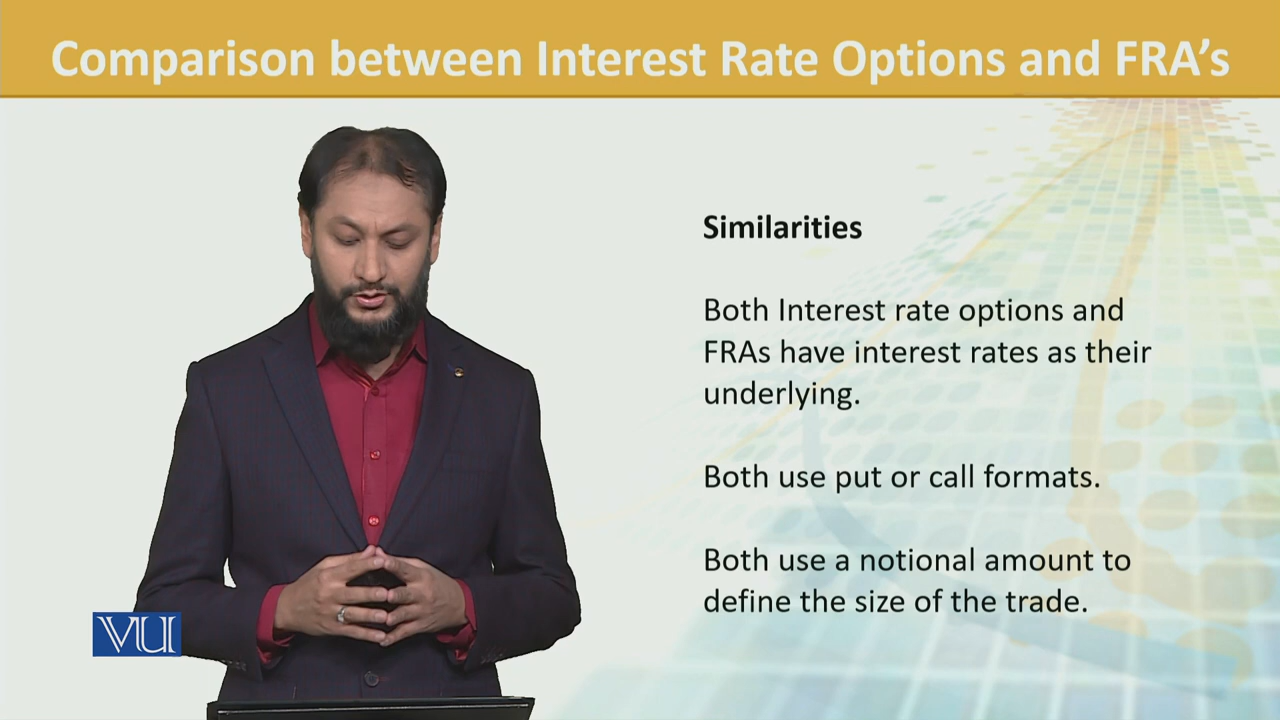 Comparison between Interest Rate Options and FRA's
Similarities
Both Interest rate options and
FRAs have interest rates as their
underlying.
Both use put or call formats.
Both use a notional amount to
define the size of the trade.
VU